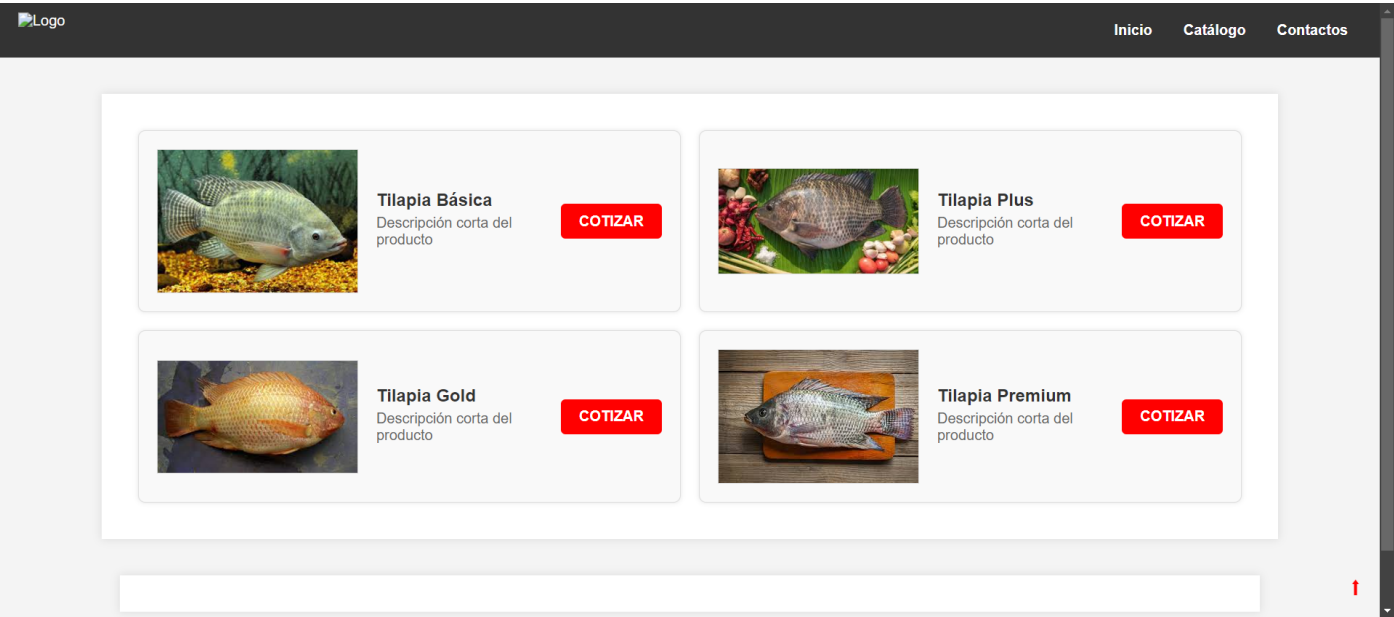 Logo
Inicio Catálogo Contactos
Tilapia Básica
Descripción corta del
producto
COTIZAR
Tilapia Plus
Descripción corta del
producto
COTIZAR
Tilapia Gold
Descripción corta del
producto
COTIZAR
Tilapia Premium
Descripción corta del
producto
COTIZAR